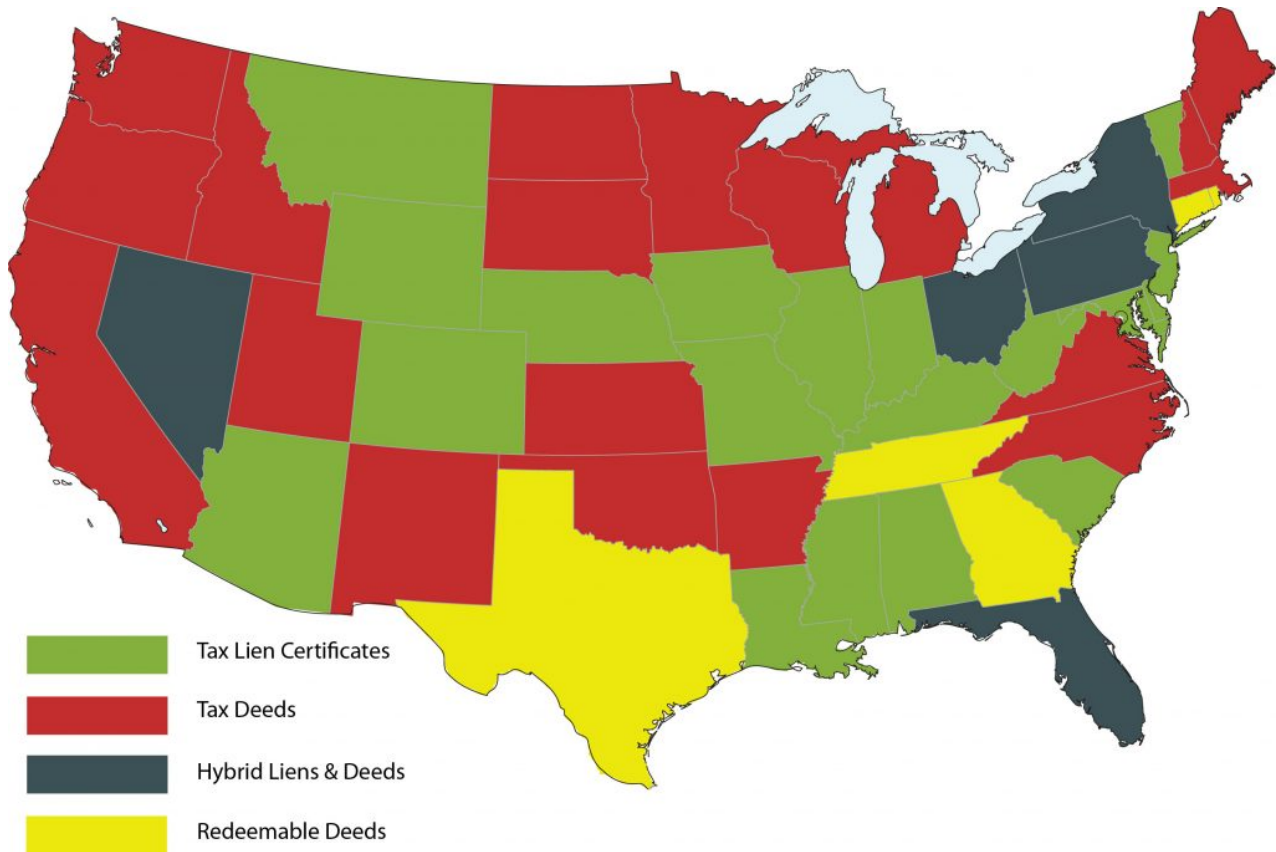 Tax Lien Certificates
Tax Deeds
Hybrid Liens & Deeds
Redeemable Deeds